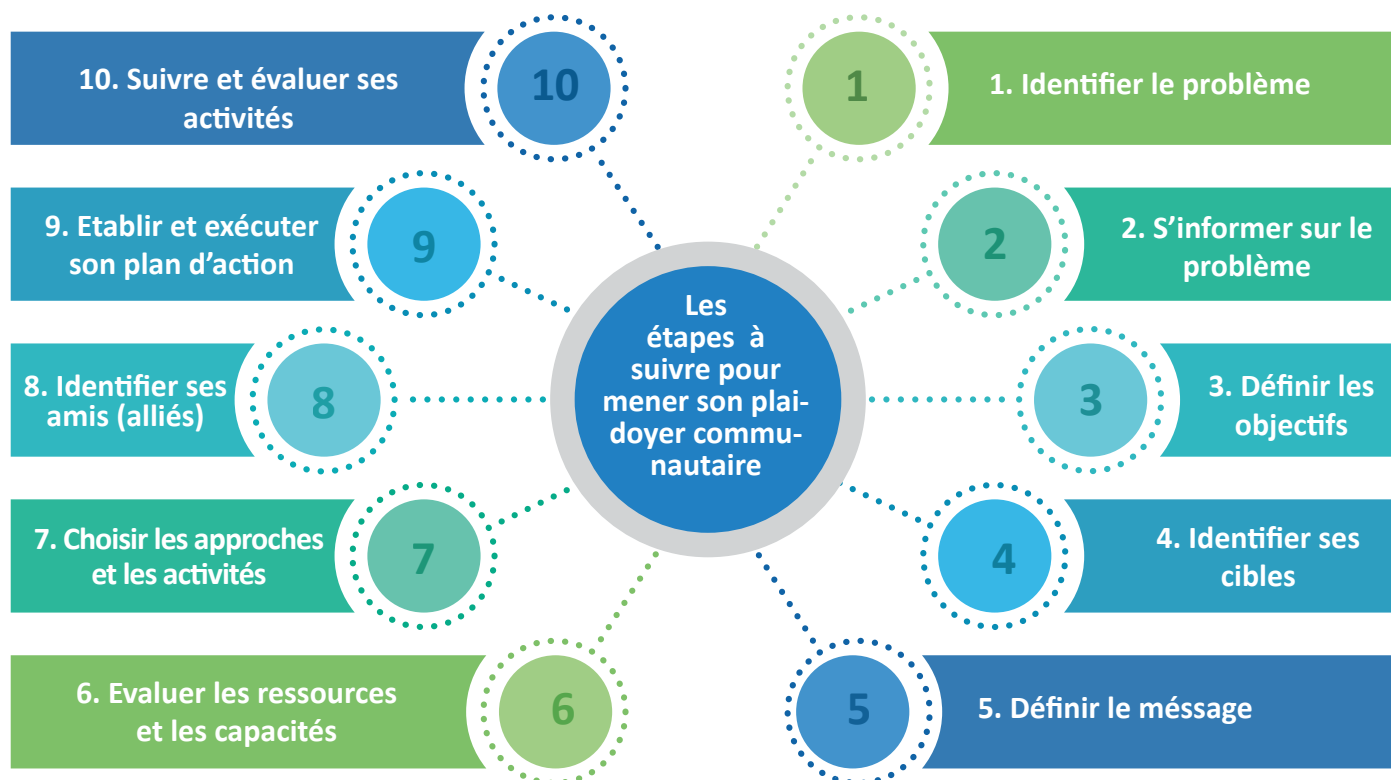 Les
étapes à
suivre pour
mener son plai-
doyer commu-
nautaire
1
1. Identifier le problème
2
2. S'informer sur le
problème
3
3. Définir les
objectifs
4
4. Identifier ses
cibles
5
5. Définir le méssage
6
6. Evaluer les ressources
et les capacités
7
7. Choisir les approches
et les activités
8
8. Identifier ses
amis (alliés)
9
9. Etablir et exécuter
son plan d'action
10
10. Suivre et évaluer ses
activités